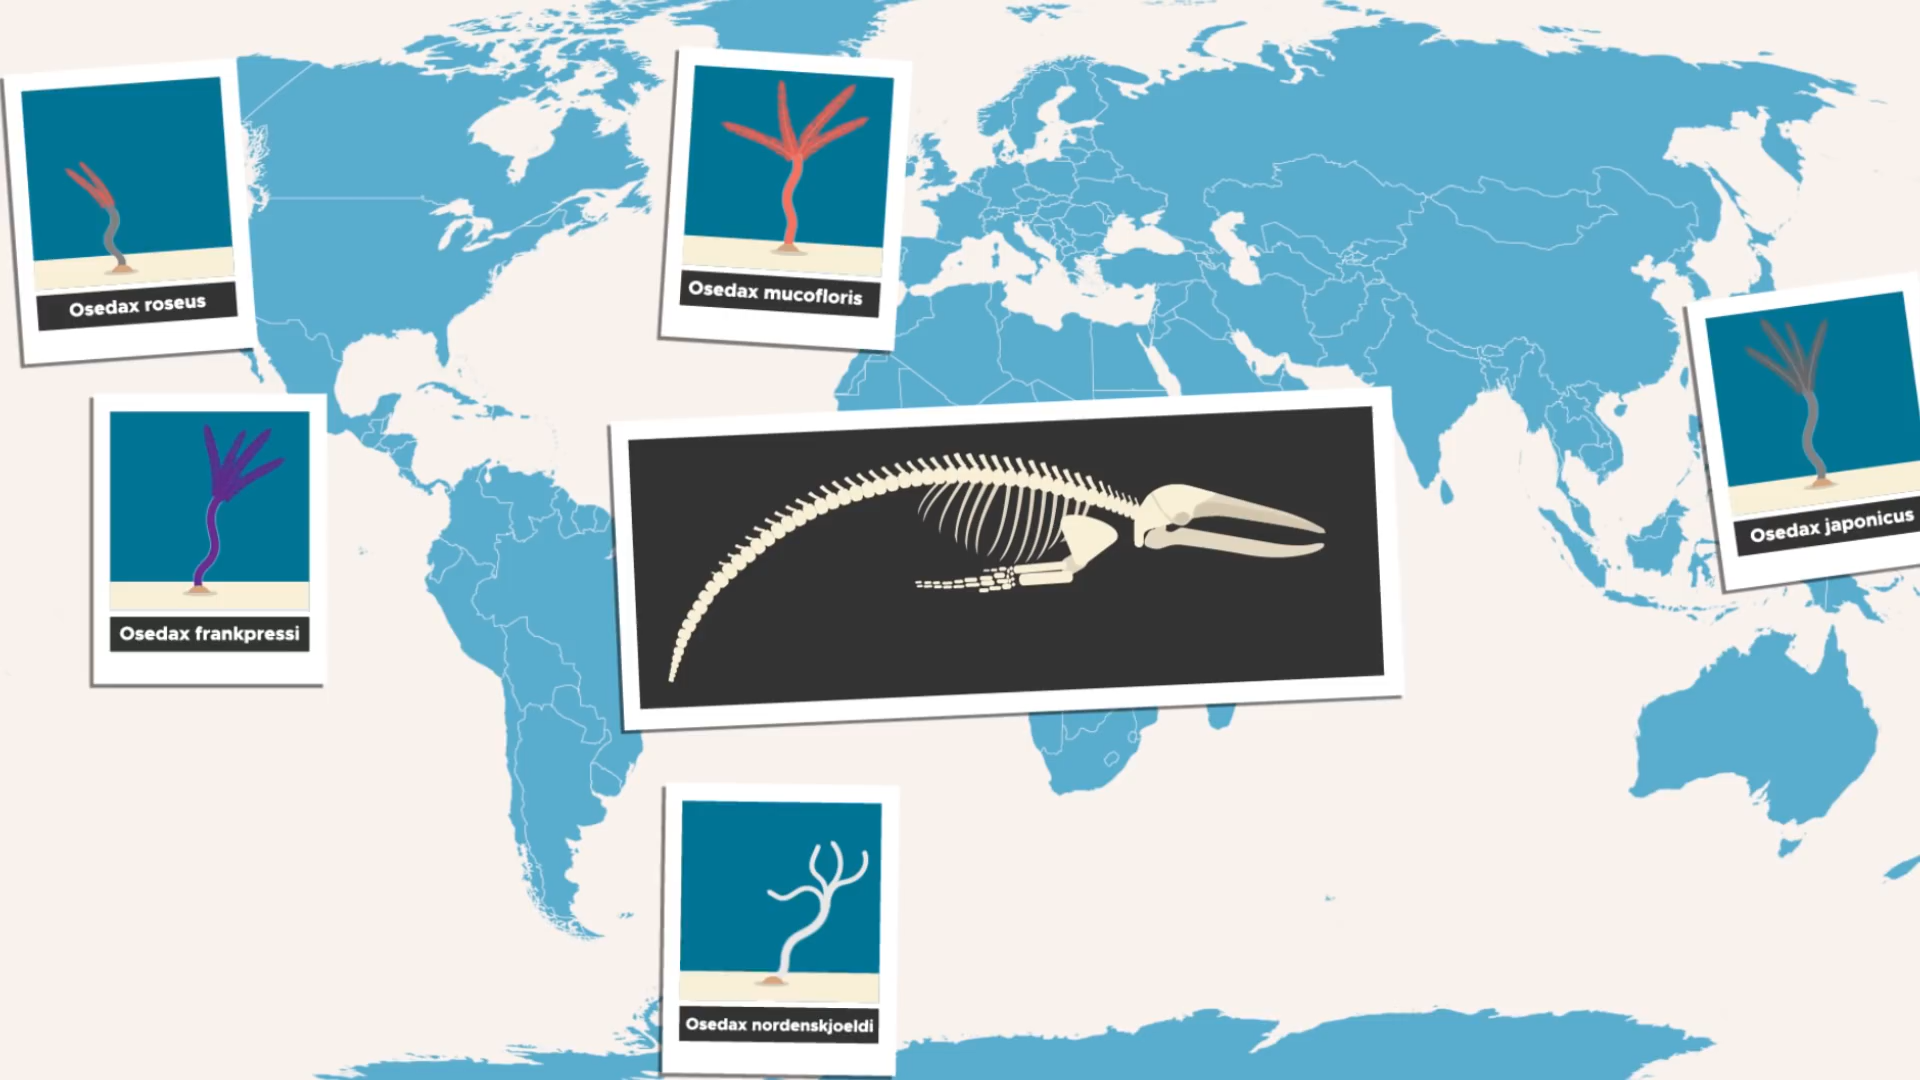 Osedax roseus
Osedax mucofloris
Osedax japonicus
Osedax frankpressi
Osedax nordenskjoeldi